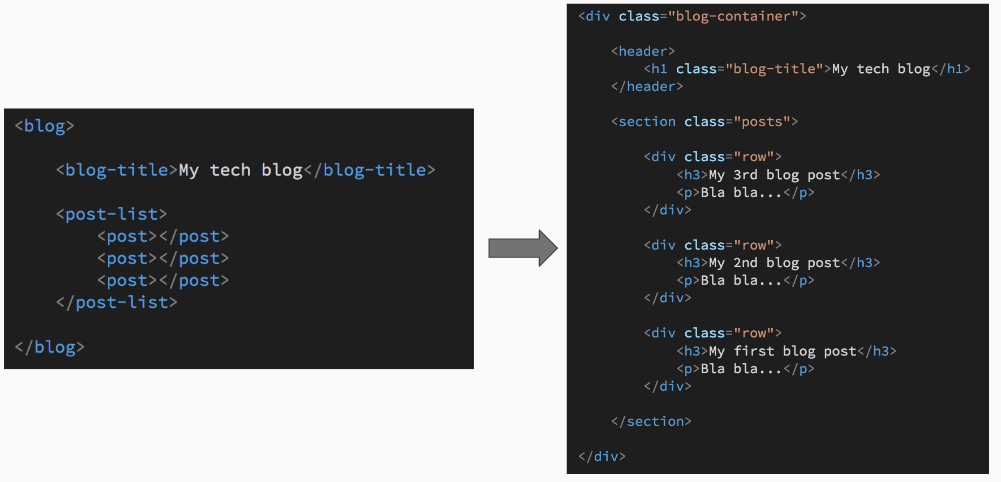 <blog>
<blog-title>My tech blog</blog-title>
<post-list>
<post></post>
<post></post>
<post></post>
</post-list>
</blog>
<div class="blog-container">
<header>
<h1 class="blog-title">My tech blog</h1>
</header>
<section class="posts">
<div class="row">
<h3>My 3rd blog post</h3>
<p>Bla bla...</p>
</div>
<div class="row">
<h3>My 2nd blog post</h3>
<p>Bla bla...</p>
</div>
<div class="row">
<h3>My first blog post</h3>
<p>Bla bla...</p>
</div>
</section>
</div>